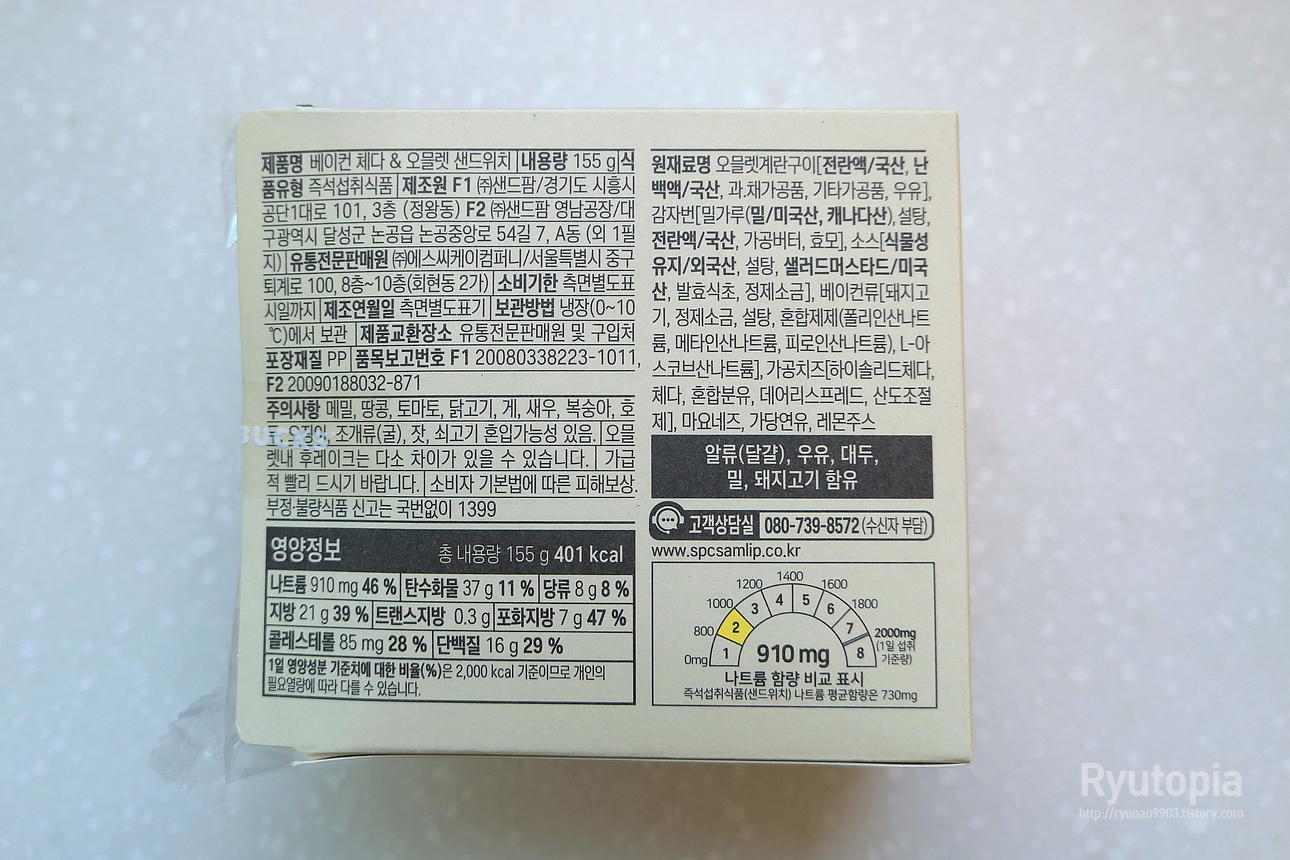 제품명 베이컨 체다 & 오믈렛 샌드위치 내용량 155 g 식
품유형 즉석섭취식품 제조원 F1 ㈜샌드팜/경기도 시흥시
공단1대로 101, 3층 (정왕동) F2 ㈜샌드팜 영남공장/대
구광역시 달성군 논공읍 논공중앙로 54길 7, A동 (외 1필
지) 유통전문판매원 ㈜에스씨케이컴퍼니/서울특별시 중구
퇴계로 100, 8층~10층(회현동 2가) 소비기한 측면별도표
시일까지 제조연월일 측면별도표기 보관방법 냉장(0~10
℃)에서 보관 제품교환장소 유통전문판매원 및 구입처
포장재질 PP 품목보고번호 F1 20080338223-1011,
F2 20090188032-871
주의사항 메밀, 땅콩, 토마토, 닭고기, 게, 새우, 복숭아, 호
조개류(굴), 잣, 쇠고기 혼입가능성 있음. 오믈
렛내 후레이크는 다소 차이가 있을 수 있습니다. 가급
적 빨리 드시기 바랍니다. 소비자 기본법에 따른 피해보상.
부정·불량식품 신고는 국번없이 1399
BUCKS
영양정보 총 내용량 155 g 401 kcal
나트륨 910 mg 46 % 탄수화물 37 g 11 % 당류 8 g 8 %
지방 21 g 39 % 트랜스지방 0.3 g 포화지방 7 g 47 %
콜레스테롤 85 mg 28 % 단백질 16 g 29 %
1일 영양성분 기준치에 대한 비율(%)은 2,000 kcal 기준이므로 개인의
필요열량에 따라 다를 수 있습니다.
원재료명 오믈렛계란구이[전란액/국산, 난
백액/국산, 과.채가공품, 기타가공품, 우유],
감자번[밀가루(밀/미국산, 캐나다산), 설탕,
전란액/국산, 가공버터, 효모], 소스[식물성
유지/외국산, 설탕, 샐러드머스타드/미국
산, 발효식초, 정제소금], 베이컨류[돼지고
기, 정제소금, 설탕, 혼합제제(폴리인산나트
륨, 메타인산나트륨, 피로인산나트륨), L-아
스코브산나트륨], 가공치즈[하이솔리드체다,
체다, 혼합분유, 데어리스프레드, 산도조절
제], 마요네즈, 가당연유, 레몬주스
알류(달걀), 우유, 대두,
밀, 돼지고기 함유
고객상담실 080-739-8572 (수신자 부담)
www.spcsamlip.co.kr
0mg 800 1000 1200 1400 1600 1800 2000mg
(1일 섭취
기준량)
1 2 3 4 5 6 7 8
910 mg
나트륨 함량 비교 표시
즉석섭취식품(샌드위치) 나트륨 평균함량은 730mg
Ryutopia
http://ryunan9903.tistory.com